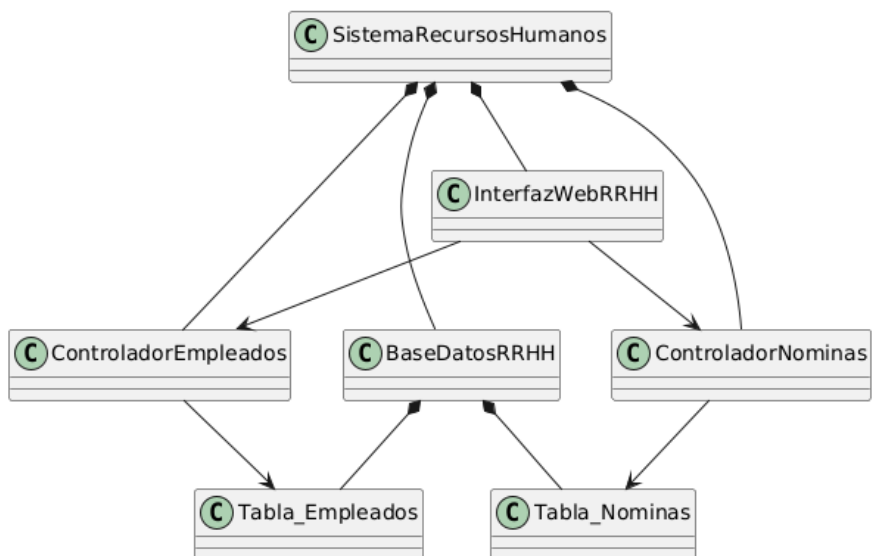 C SistemaRecursosHumanos
C InterfazWebRRHH
C ControladorEmpleados
C BaseDatosRRHH
C ControladorNominas
C Tabla_Empleados
C Tabla_Nominas